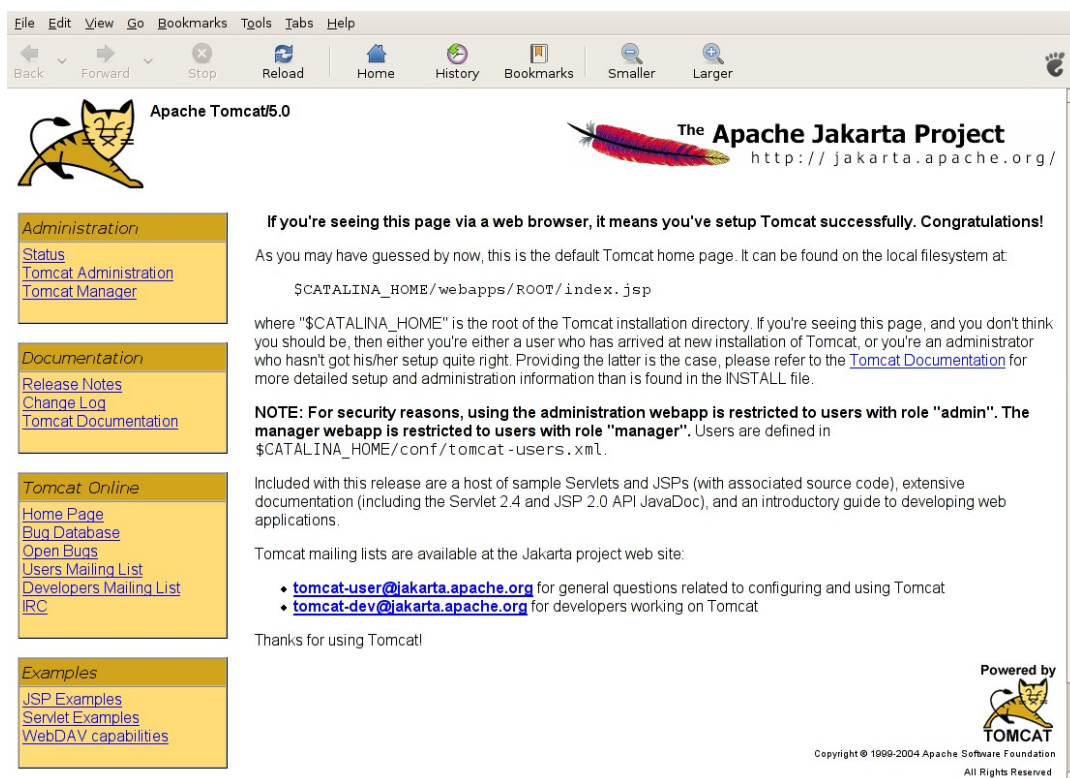 File Edit View Go Bookmarks Tools Tabs Help
Back Forward Stop Reload Home History Bookmarks Smaller Larger
Apache Tomcat/5.0
The Apache Jakarta Project
http://jakarta.apache.org/
Administration
Status
Tomcat Administration
Tomcat Manager
Documentation
Release Notes
Change Log
Tomcat Documentation
Tomcat Online
Home Page
Bug Database
Open Bugs
Users Mailing List
Developers Mailing List
IRC
Examples
JSP Examples
Servlet Examples
WebDAV capabilities
If you're seeing this page via a web browser, it means you've setup Tomcat successfully. Congratulations!
As you may have guessed by now, this is the default Tomcat home page. It can be found on the local filesystem at:
$CATALINA_HOME/webapps/ROOT/index.jsp
where "$CATALINA_HOME" is the root of the Tomcat installation directory. If you're seeing this page, and you don't think
you should be, then either you're either a user who has arrived at new installation of Tomcat, or you're an administrator
who hasn't got his/her setup quite right. Providing the latter is the case, please refer to the Tomcat Documentation for
more detailed setup and administration information than is found in the INSTALL file.
NOTE: For security reasons, using the administration webapp is restricted to users with role "admin". The
manager webapp is restricted to users with role "manager". Users are defined in
$CATALINA_HOME/conf/tomcat-users.xml.
Included with this release are a host of sample Servlets and JSPs (with associated source code), extensive
documentation (including the Servlet 2.4 and JSP 2.0 API JavaDoc), and an introductory guide to developing web
applications.
Tomcat mailing lists are available at the Jakarta project web site:
• tomcat-user@jakarta.apache.org for general questions related to configuring and using Tomcat
• tomcat-dev@jakarta.apache.org for developers working on Tomcat
Thanks for using Tomcat!
Powered by
TOMCAT
Copyright © 1999-2004 Apache Software Foundation
All Rights Reserved